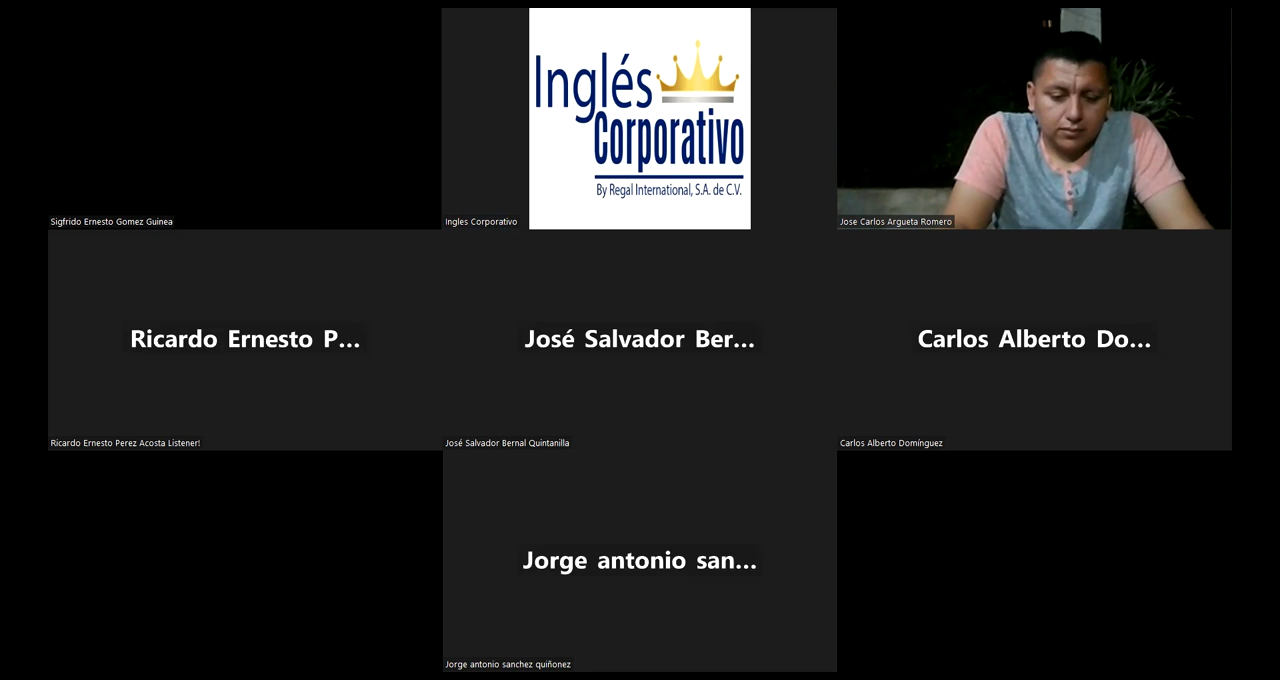 Inglés
Corporativo
By Regal International, S.A. de C.V.
Sigfrido Ernesto Gomez Guinea
Ingles Corporativo
Jose Carlos Argueta Romero
Ricardo Ernesto P...
José Salvador Ber...
Carlos Alberto Do...
Ricardo Ernesto Perez Acosta Listener!
José Salvador Bernal Quintanilla
Carlos Alberto Domínguez
Jorge antonio san...
Jorge antonio sanchez quiñonez